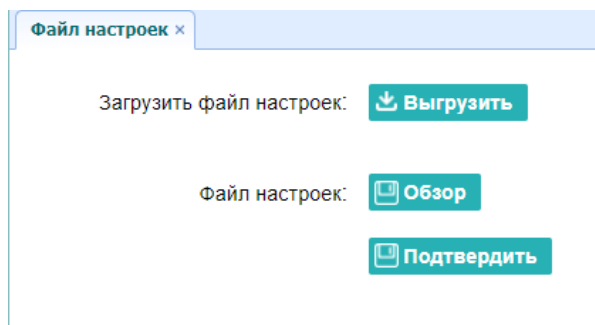 Файл настроек ×
Загрузить файл настроек: Выгрузить
Файл настроек: Обзор
Подтвердить